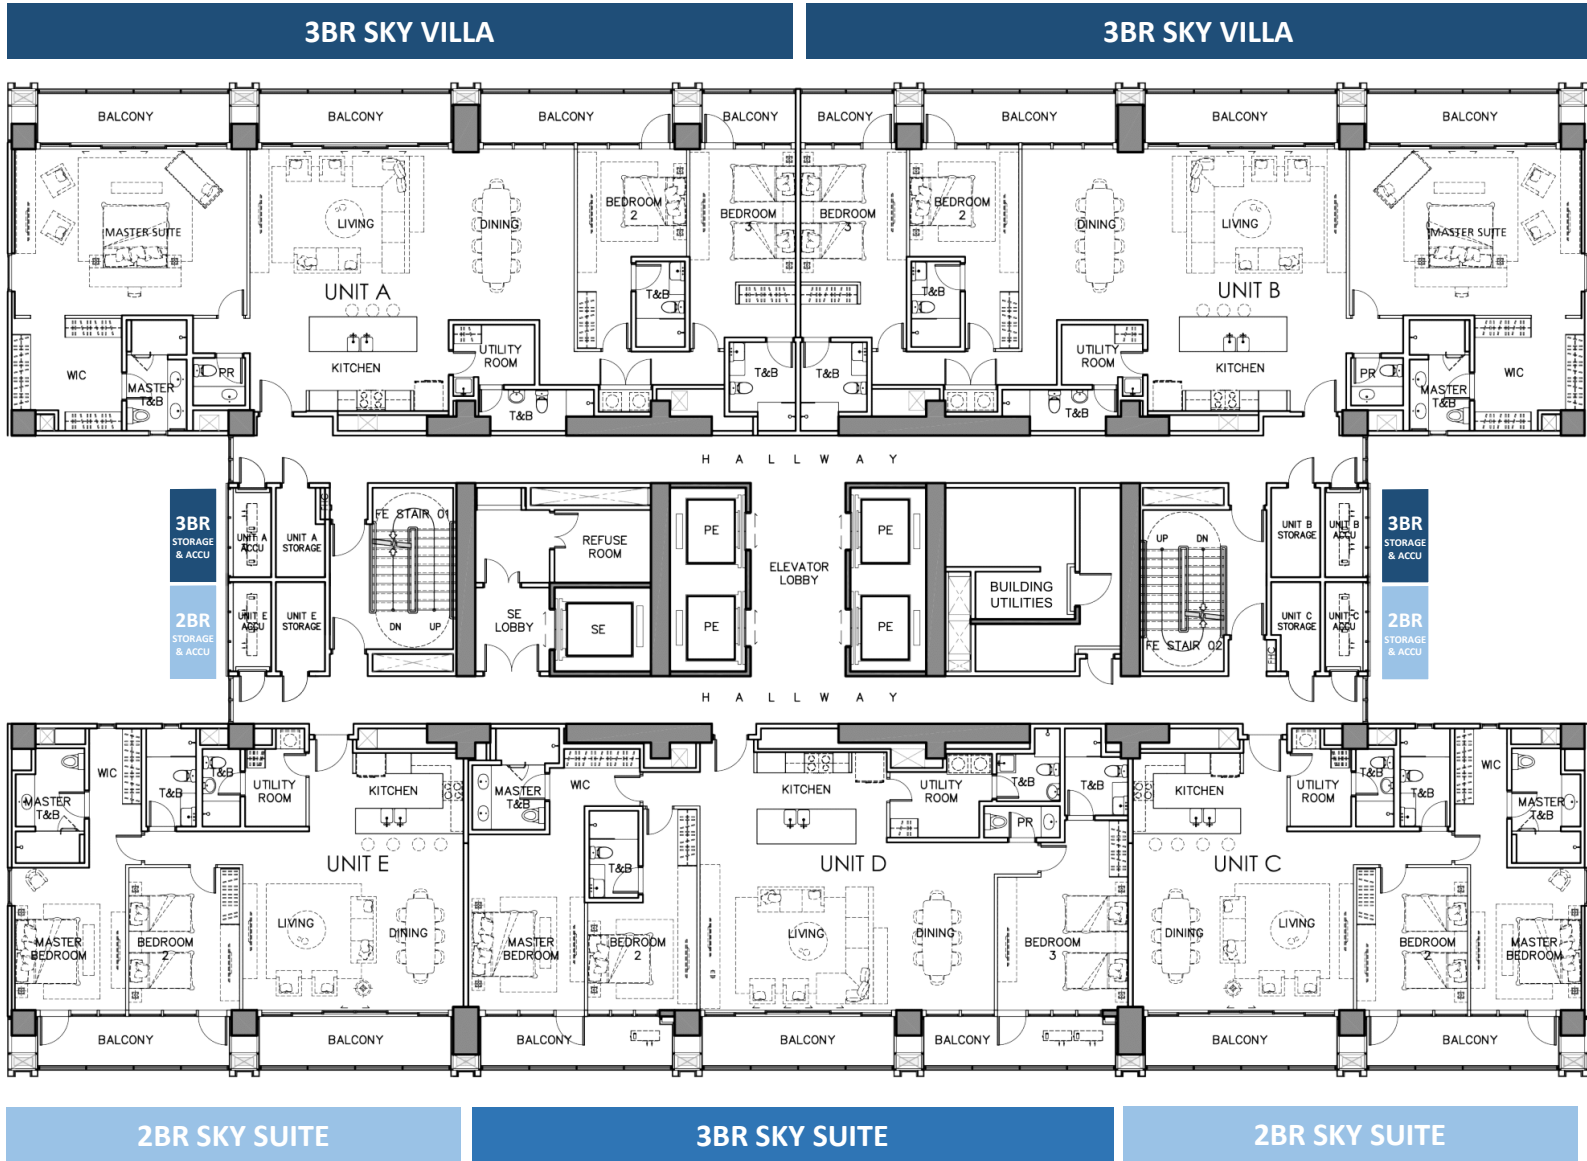 3BR SKY VILLA
3BR SKY VILLA
BALCONY
BALCONY
BALCONY
BALCONY
BALCONY
BALCONY
BALCONY
BALCONY
MASTER SUITE
LIVING
DINING
BEDROOM
2
BEDROOM
3
BEDROOM
3
BEDROOM
2
DINING
LIVING
MASTER SUITE
UNIT A
T&B
T&B
UNIT B
WIC
MASTER
T&B
PR
KITCHEN
UTILITY
ROOM
T&B
T&B
T&B
UTILITY
ROOM
T&B
KITCHEN
PR
MASTER
T&B
WIC
HALLWAY
3BR
STORAGE
& ACCU
UNIT A
ACCU
UNIT A
STORAGE
FHC
FE STAIR 01
DN
UP
REFUSE
ROOM
SE
LOBBY
SE
PE
PE
ELEVATOR
LOBBY
PE
PE
BUILDING
UTILITIES
UP
DN
FE STAIR 02
UNIT B
STORAGE
UNIT B
ACCU
3BR
STORAGE
& ACCU
2BR
STORAGE
& ACCU
UNIT E
ACCU
UNIT E
STORAGE
FHC
UNIT C
STORAGE
UNIT C
ACCU
2BR
STORAGE
& ACCU
HALLWAY
MASTER
T&B
WIC
T&B
T&B
UTILITY
ROOM
KITCHEN
MASTER
T&B
WIC
T&B
KITCHEN
UTILITY
ROOM
T&B
T&B
PR
KITCHEN
UTILITY
ROOM
T&B
T&B
WIC
MASTER
T&B
UNIT E
UNIT D
UNIT C
MASTER
BEDROOM
BEDROOM
2
LIVING
DINING
MASTER
BEDROOM
BEDROOM
2
LIVING
DINING
BEDROOM
3
DINING
LIVING
BEDROOM
2
MASTER
BEDROOM
BALCONY
BALCONY
BALCONY
BALCONY
BALCONY
BALCONY
BALCONY
2BR SKY SUITE
3BR SKY SUITE
2BR SKY SUITE